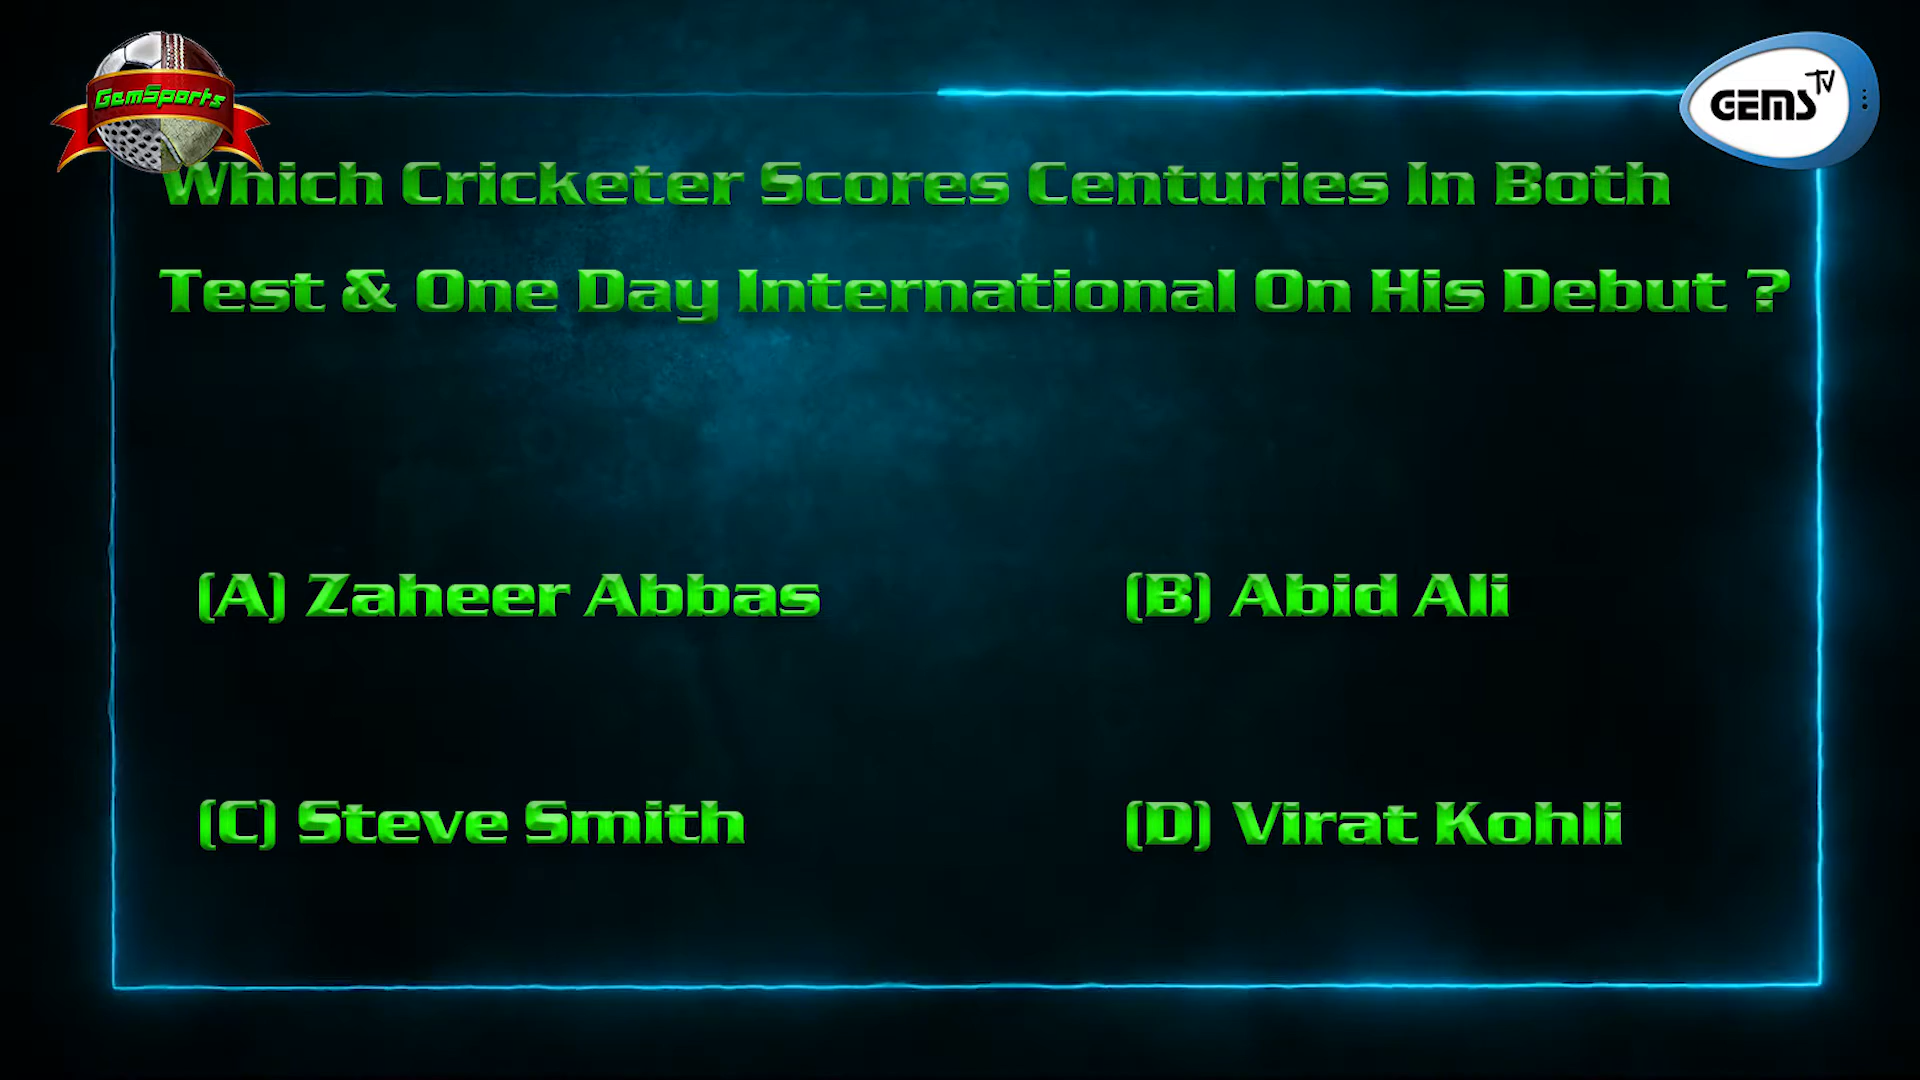 GemSports
GEMS TV
Which Cricketer Scores Centuries In Both
Test & One Day International On His Debut ?
(A) Zaheer Abbas
(B) Abid Ali
(C) Steve Smith
(D) Virat Kohli